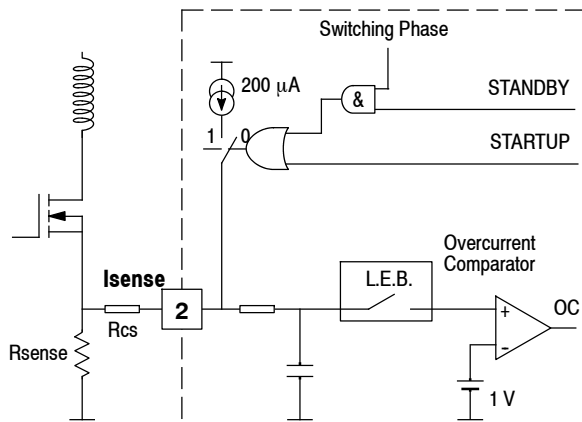 Switching Phase
200 µA
&
STANDBY
1 0
STARTUP
Overcurrent
Comparator
Isense
L.E.B.
2
+
OC
Rcs
-
Rsense
1 V